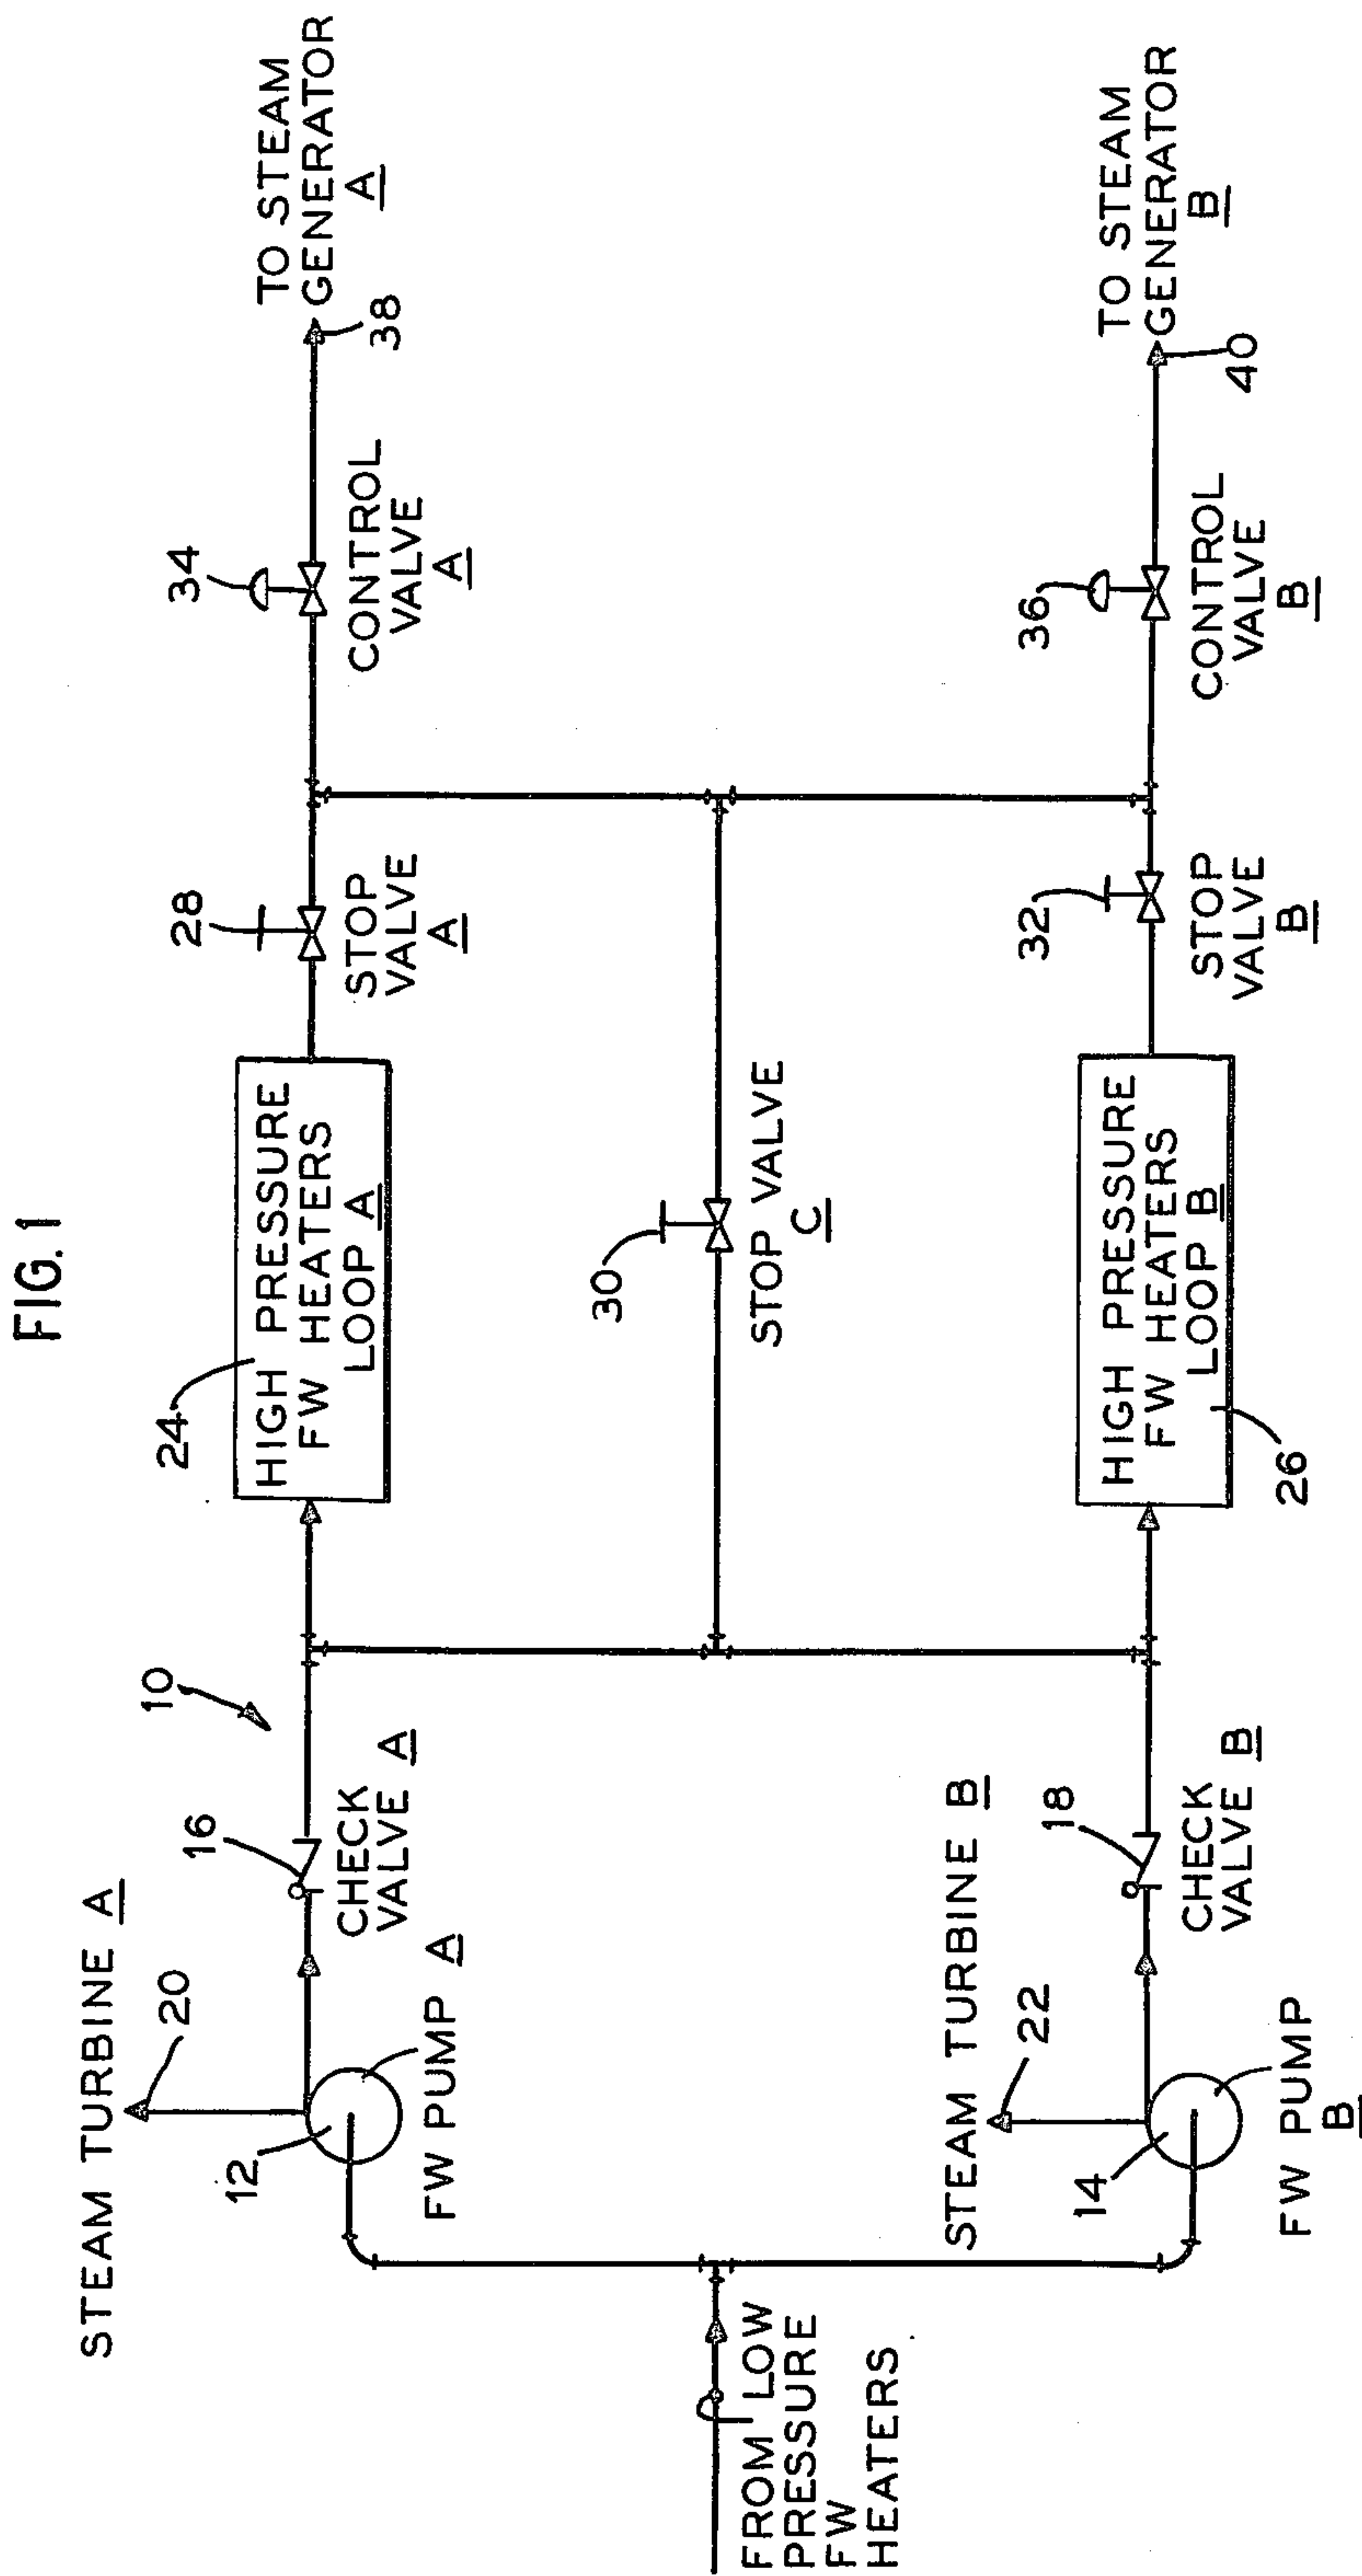 FIG. 1
STEAM TURBINE A
20
12
FW PUMP A
16
CHECK
VALVE A
10
24
HIGH PRESSURE
FW HEATERS
LOOP A
28
STOP
VALVE
A
34
CONTROL
VALVE
A
38
TO STEAM
GENERATOR
A
FROM LOW
PRESSURE
FW
HEATERS
30
STOP VALVE
C
STEAM TURBINE B
22
14
FW PUMP
B
18
CHECK
VALVE B
HIGH PRESSURE
FW HEATERS
LOOP B
26
32
STOP
VALVE
B
36
CONTROL
VALVE
B
40
TO STEAM
GENERATOR
B